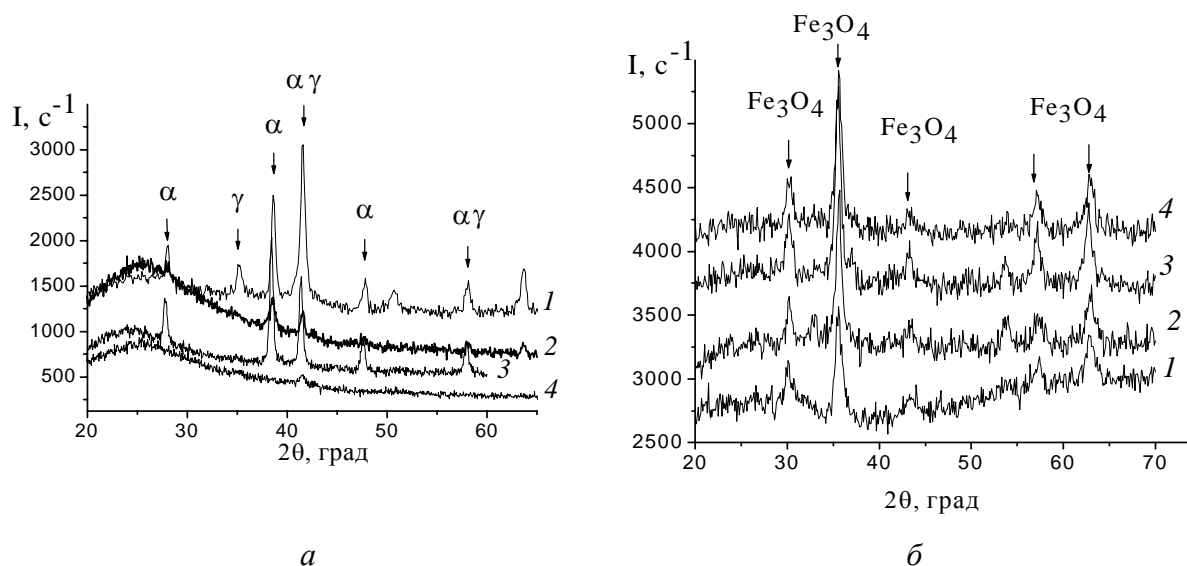 I, с⁻¹
3000
2500
2000
1500
1000
500
α
γ
α
α γ
α
α γ
1
2
3
4
20 30 40 50 60
2θ, град
а
I, с⁻¹
5000
4500
4000
3500
3000
2500
Fe₃O₄
Fe₃O₄
Fe₃O₄
Fe₃O₄
4
3
2
1
20 30 40 50 60 70
2θ, град
б